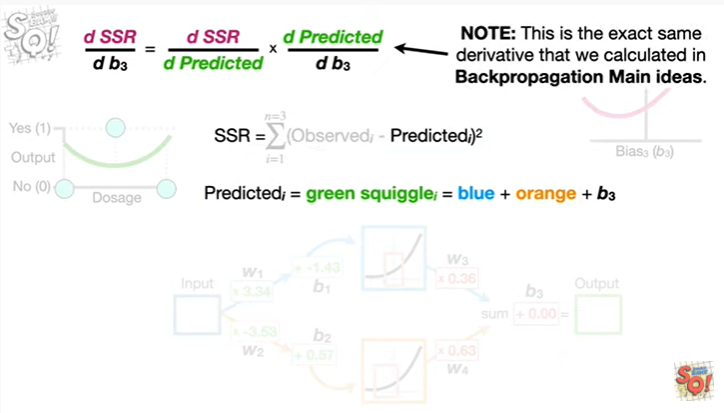 d SSR
d b₃
=
d SSR
d Predicted
x
d Predicted
d b₃
NOTE: This is the exact same
derivative that we calculated in
Backpropagation Main ideas.
SQ!
Yes (1)
Output
No (0)
Dosage
n=3
SSR = ∑(Observedᵢ - Predictedᵢ)²
i=1
Bias₃ (b₃)
Predictedᵢ = green squiggleᵢ = blue + orange + b₃
Input
W₁
x 3.34
+ -1.43
b₁
W₃
x 0.36
b₃
Output
sum + 0.00 =
x -3.53
W₂
b₂
+ 0.57
x 0.63
W₄
SQ!